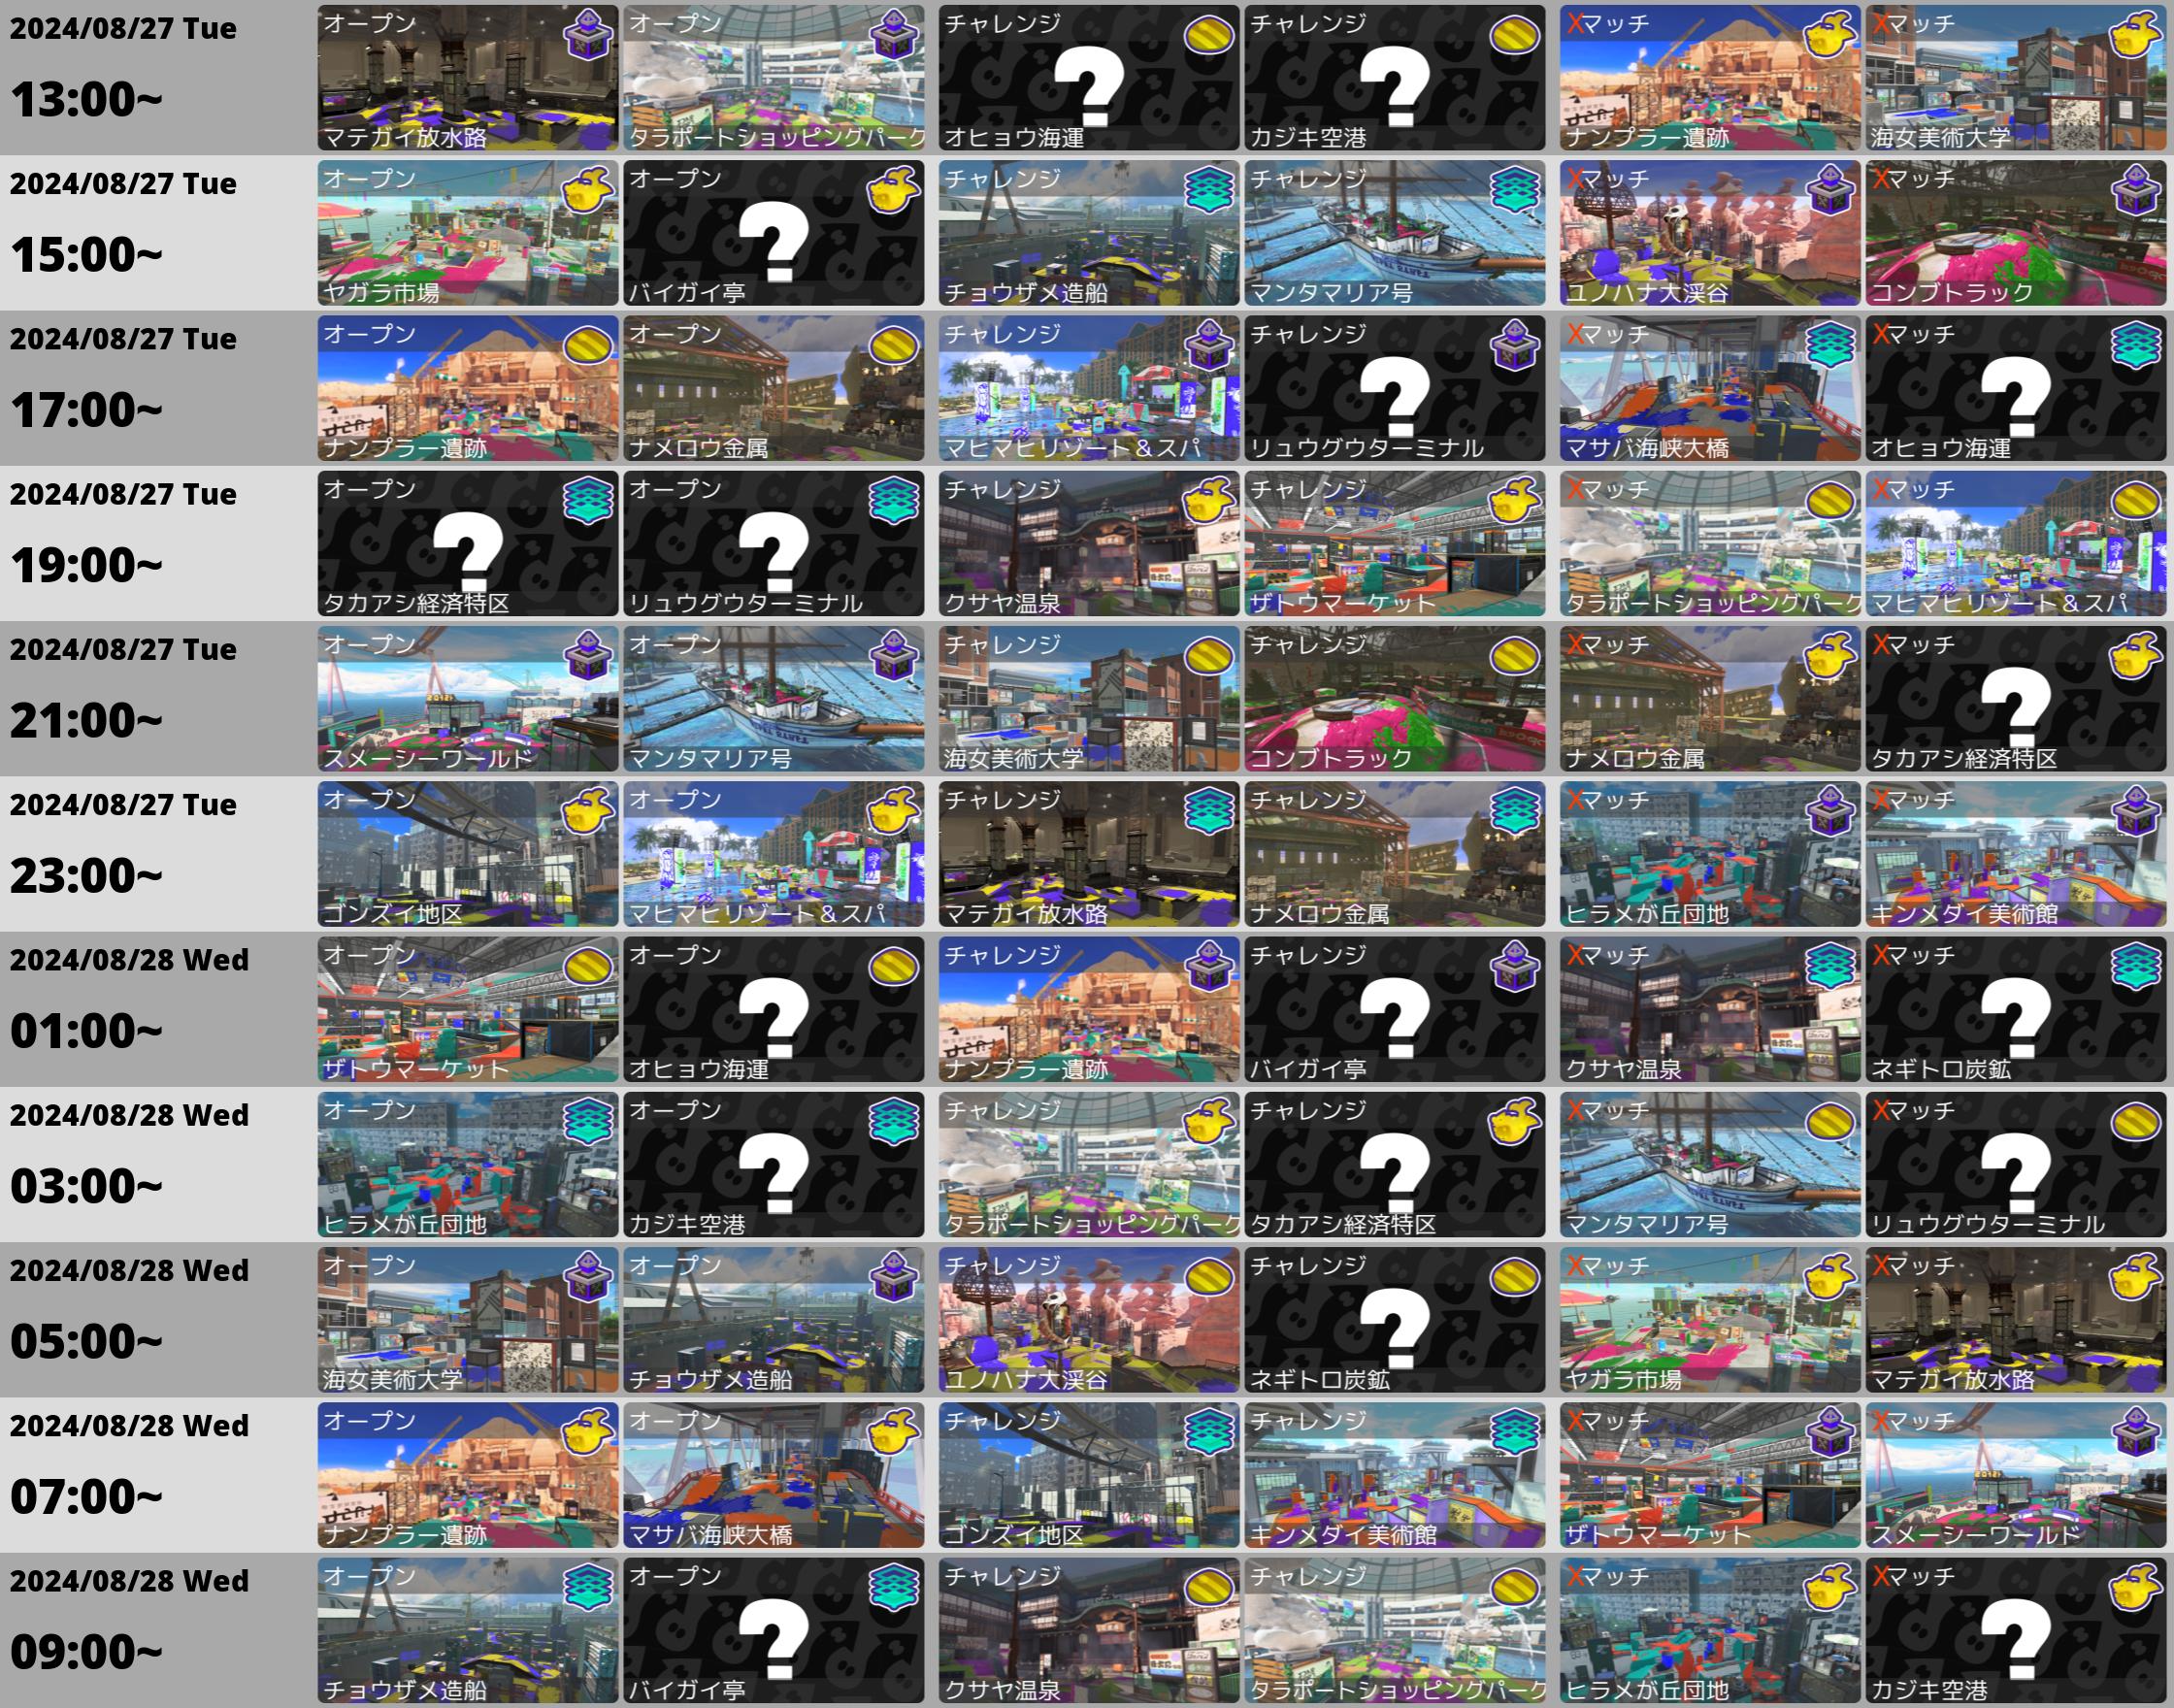 2024/08/27 Tue
13:00~
オープン
マテガイ放水路
オープン
タラポートショッピングパーク
チャレンジ
オヒョウ海運
チャレンジ
カジキ空港
Xマッチ
ナンプラー遺跡
Xマッチ
海女美術大学
2024/08/27 Tue
15:00~
オープン
ヤガラ市場
オープン
バイガイ亭
チャレンジ
チョウザメ造船
チャレンジ
マンタマリア号
Xマッチ
ユノハナ大渓谷
Xマッチ
コンブトラック
2024/08/27 Tue
17:00~
オープン
ナンプラー遺跡
オープン
ナメロウ金属
チャレンジ
マヒマヒリゾート＆スパ
チャレンジ
リュウグウターミナル
Xマッチ
マサバ海峡大橋
Xマッチ
オヒョウ海運
2024/08/27 Tue
19:00~
オープン
タカアシ経済特区
オープン
リュウグウターミナル
チャレンジ
クサヤ温泉
チャレンジ
ザトウマーケット
Xマッチ
タラポートショッピングパーク
Xマッチ
マヒマヒリゾート＆スパ
2024/08/27 Tue
21:00~
オープン
スメーシーワールド
オープン
マンタマリア号
チャレンジ
海女美術大学
チャレンジ
コンブトラック
Xマッチ
ナメロウ金属
Xマッチ
タカアシ経済特区
2024/08/27 Tue
23:00~
オープン
ゴンズイ地区
オープン
マヒマヒリゾート＆スパ
チャレンジ
マテガイ放水路
チャレンジ
ナメロウ金属
Xマッチ
ヒラメが丘団地
Xマッチ
キンメダイ美術館
2024/08/28 Wed
01:00~
オープン
ザトウマーケット
オープン
オヒョウ海運
チャレンジ
ナンプラー遺跡
チャレンジ
バイガイ亭
Xマッチ
クサヤ温泉
Xマッチ
ネギトロ炭鉱
2024/08/28 Wed
03:00~
オープン
ヒラメが丘団地
オープン
カジキ空港
チャレンジ
タラポートショッピングパーク
チャレンジ
タカアシ経済特区
Xマッチ
マンタマリア号
Xマッチ
リュウグウターミナル
2024/08/28 Wed
05:00~
オープン
海女美術大学
オープン
チョウザメ造船
チャレンジ
ユノハナ大渓谷
チャレンジ
ネギトロ炭鉱
Xマッチ
ヤガラ市場
Xマッチ
マテガイ放水路
2024/08/28 Wed
07:00~
オープン
ナンプラー遺跡
オープン
マサバ海峡大橋
チャレンジ
ゴンズイ地区
チャレンジ
キンメダイ美術館
Xマッチ
ザトウマーケット
Xマッチ
スメーシーワールド
2024/08/28 Wed
09:00~
オープン
チョウザメ造船
オープン
バイガイ亭
チャレンジ
クサヤ温泉
チャレンジ
タラポートショッピングパーク
Xマッチ
ヒラメが丘団地
Xマッチ
カジキ空港